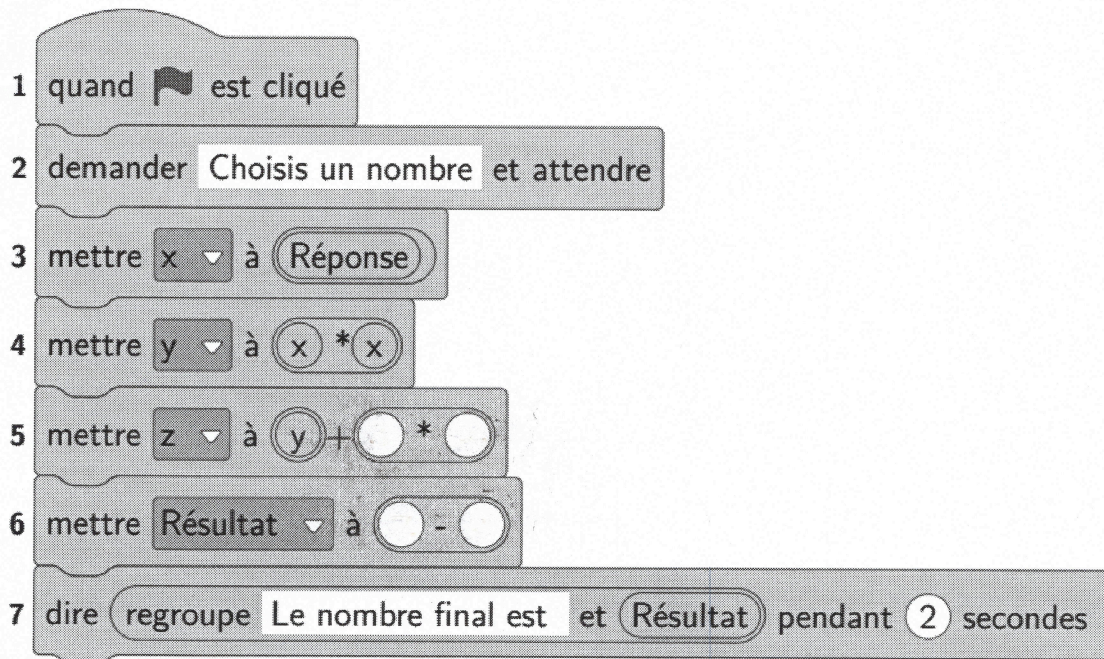 1 quand est cliqué
2 demander Choisis un nombre et attendre
3 mettre x à Réponse
4 mettre y à x * x
5 mettre z à y + *
6 mettre Résultat à -
7 dire regroupe Le nombre final est et Résultat pendant 2 secondes